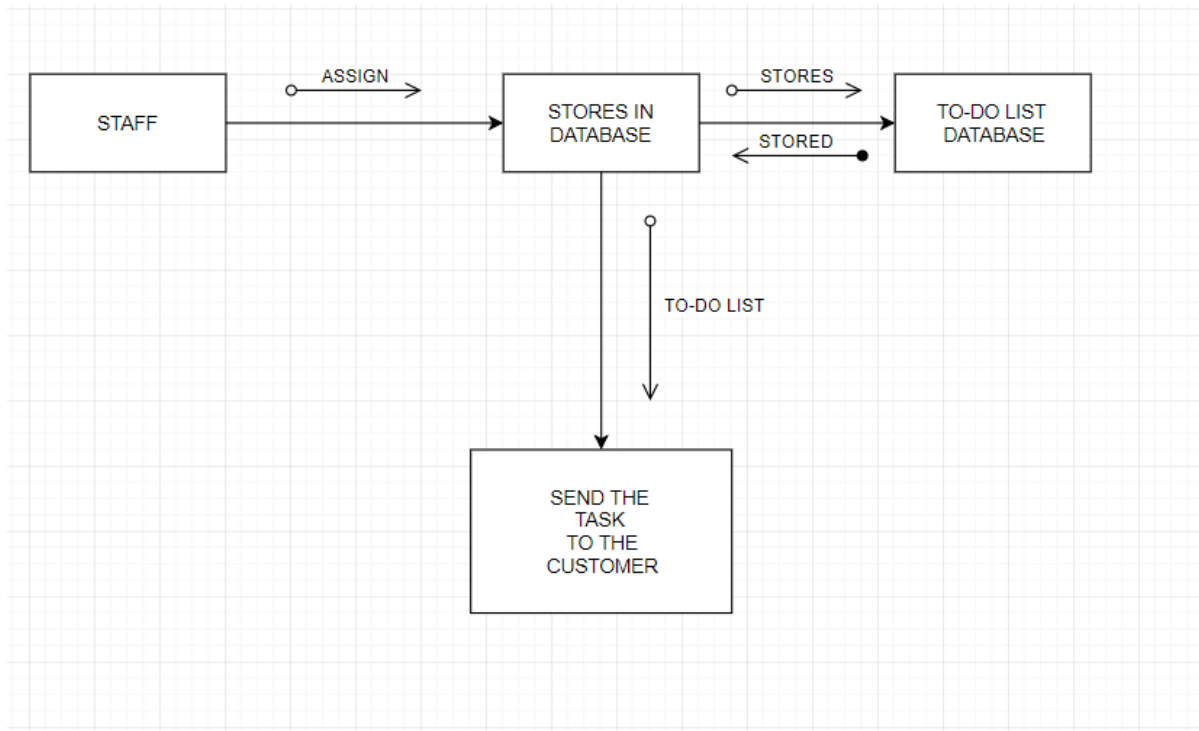 ASSIGN
STORES
STAFF
STORES IN
DATABASE
TO-DO LIST
DATABASE
STORED
TO-DO LIST
SEND THE
TASK
TO THE
CUSTOMER